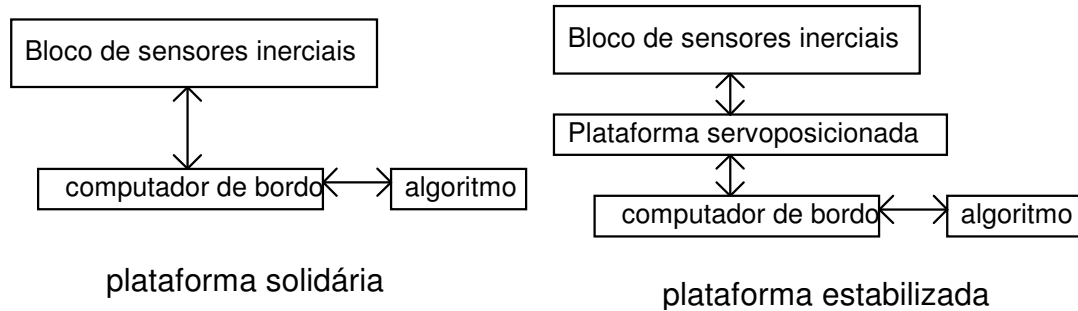 Bloco de sensores inerciais
computador de bordo
algoritmo
plataforma solidária
Bloco de sensores inerciais
Plataforma servoposicionada
computador de bordo
algoritmo
plataforma estabilizada